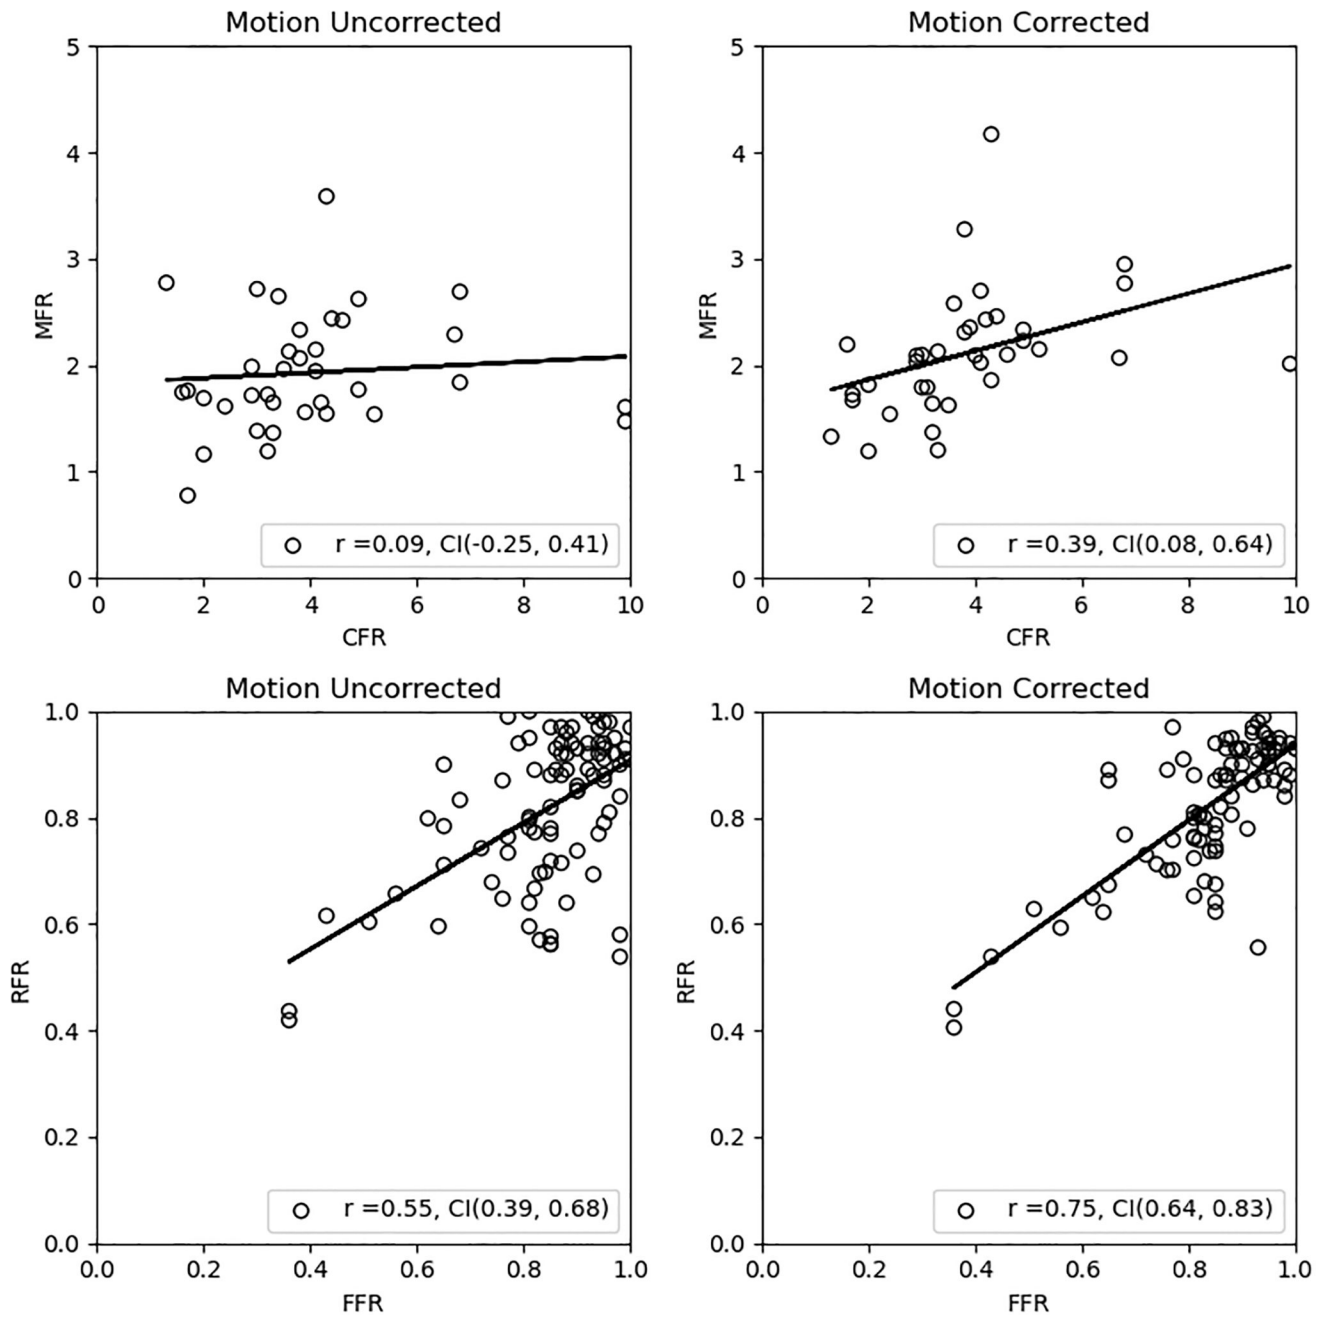 Motion Uncorrected
5
4
3
2
1
0
MFR
0 2 4 6 8 10
CFR
r =0.09, CI(-0.25, 0.41)
Motion Corrected
5
4
3
2
1
0
MFR
0 2 4 6 8 10
CFR
r =0.39, CI(0.08, 0.64)
Motion Uncorrected
1.0
0.8
0.6
0.4
0.2
0.0
RFR
0.0 0.2 0.4 0.6 0.8 1.0
FFR
r =0.55, CI(0.39, 0.68)
Motion Corrected
1.0
0.8
0.6
0.4
0.2
0.0
RFR
0.0 0.2 0.4 0.6 0.8 1.0
FFR
r =0.75, CI(0.64, 0.83)